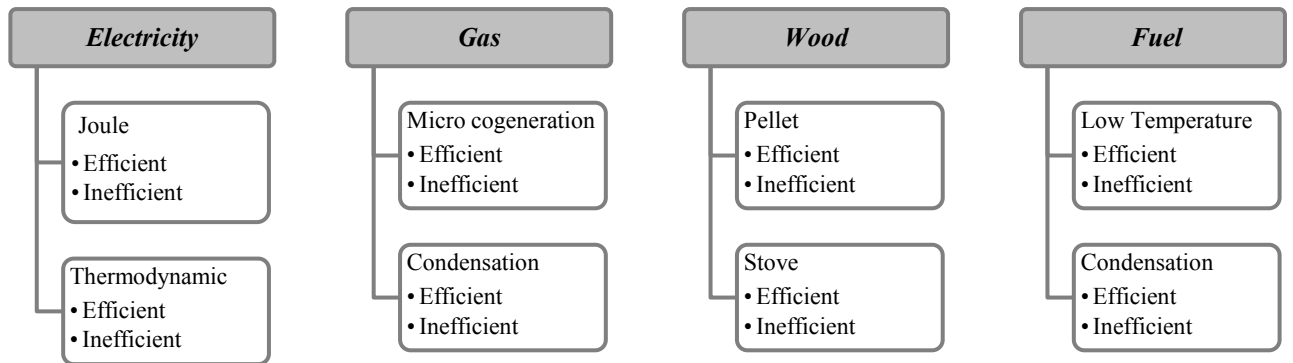 Electricity
Joule
• Efficient
• Inefficient
Thermodynamic
• Efficient
• Inefficient
Gas
Micro cogeneration
• Efficient
• Inefficient
Condensation
• Efficient
• Inefficient
Wood
Pellet
• Efficient
• Inefficient
Stove
• Efficient
• Inefficient
Fuel
Low Temperature
• Efficient
• Inefficient
Condensation
• Efficient
• Inefficient